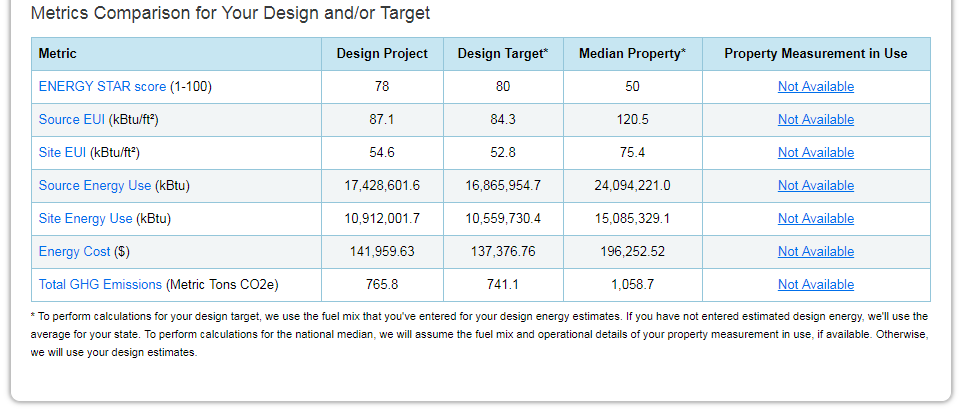 Metrics Comparison for Your Design and/or Target
Metric Design Project Design Target* Median Property* Property Measurement in Use
ENERGY STAR score (1-100) 78 80 50 Not Available
Source EUI (kBtu/ft²) 87.1 84.3 120.5 Not Available
Site EUI (kBtu/ft²) 54.6 52.8 75.4 Not Available
Source Energy Use (kBtu) 17,428,601.6 16,865,954.7 24,094,221.0 Not Available
Site Energy Use (kBtu) 10,912,001.7 10,559,730.4 15,085,329.1 Not Available
Energy Cost ($) 141,959.63 137,376.76 196,252.52 Not Available
Total GHG Emissions (Metric Tons CO2e) 765.8 741.1 1,058.7 Not Available
* To perform calculations for your design target, we use the fuel mix that you've entered for your design energy estimates. If you have not entered estimated design energy, we'll use the
average for your state. To perform calculations for the national median, we will assume the fuel mix and operational details of your property measurement in use, if available. Otherwise,
we will use your design estimates.